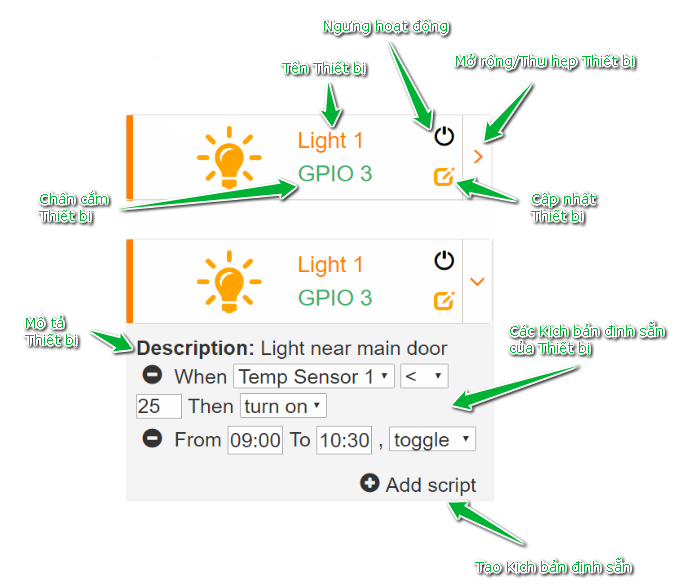 Ngưng hoạt động
Tên Thiết bị
Mở rộng/Thu hẹp Thiết bị
Light 1
GPIO 3
Chân cắm
Thiết bị
Cập nhật
Thiết bị
Light 1
GPIO 3
Mô tả
Thiết bị
Các Kịch bản định sẵn
của Thiết bị
Description: Light near main door
When Temp Sensor 1 <
25 Then turn on
From 09:00 To 10:30 , toggle
Add script
Tạo Kịch bản định sẵn